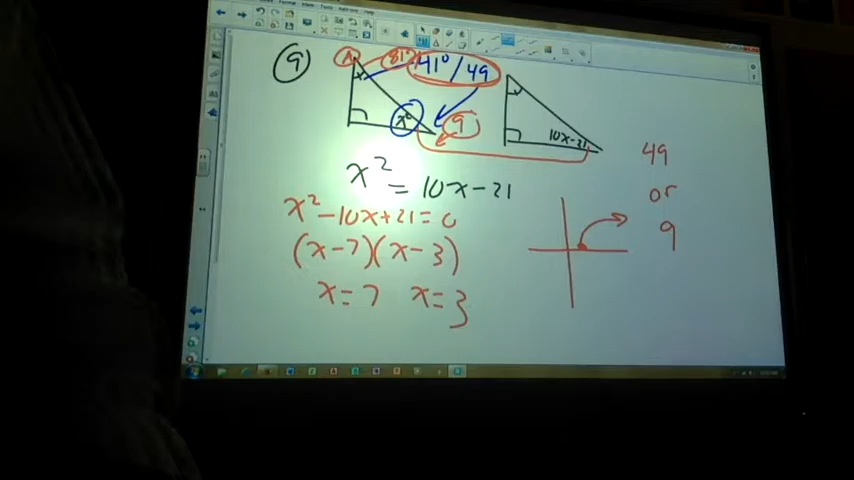 9
A 81° 41° / 49
x²
9
10x-21
x² = 10x-21
x² -10x+21=0
(x-7)(x-3)
x=7 x=3
49
or
9